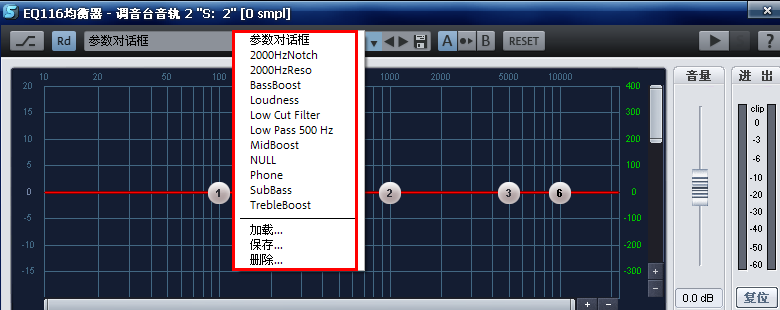 EQ116均衡器 - 调音台音轨 2 "S: 2" [0 smpl]
Rd 参数对话框 A B RESET ?
参数对话框
2000HzNotch
2000HzReso
BassBoost
Loudness
Low Cut Filter
Low Pass 500 Hz
MidBoost
NULL
Phone
SubBass
TrebleBoost
加载...
保存...
删除...
10 20 50 100 1000 2000 5000 10000
20 400
15 300
10 200
5 100
0 1 2 3 6 0
-5 -100
-10 -200
-15 -300
音量
0.0 dB
进 出
clip
0
-3
-6
-12
-20
-30
-40
-50
-60
复位